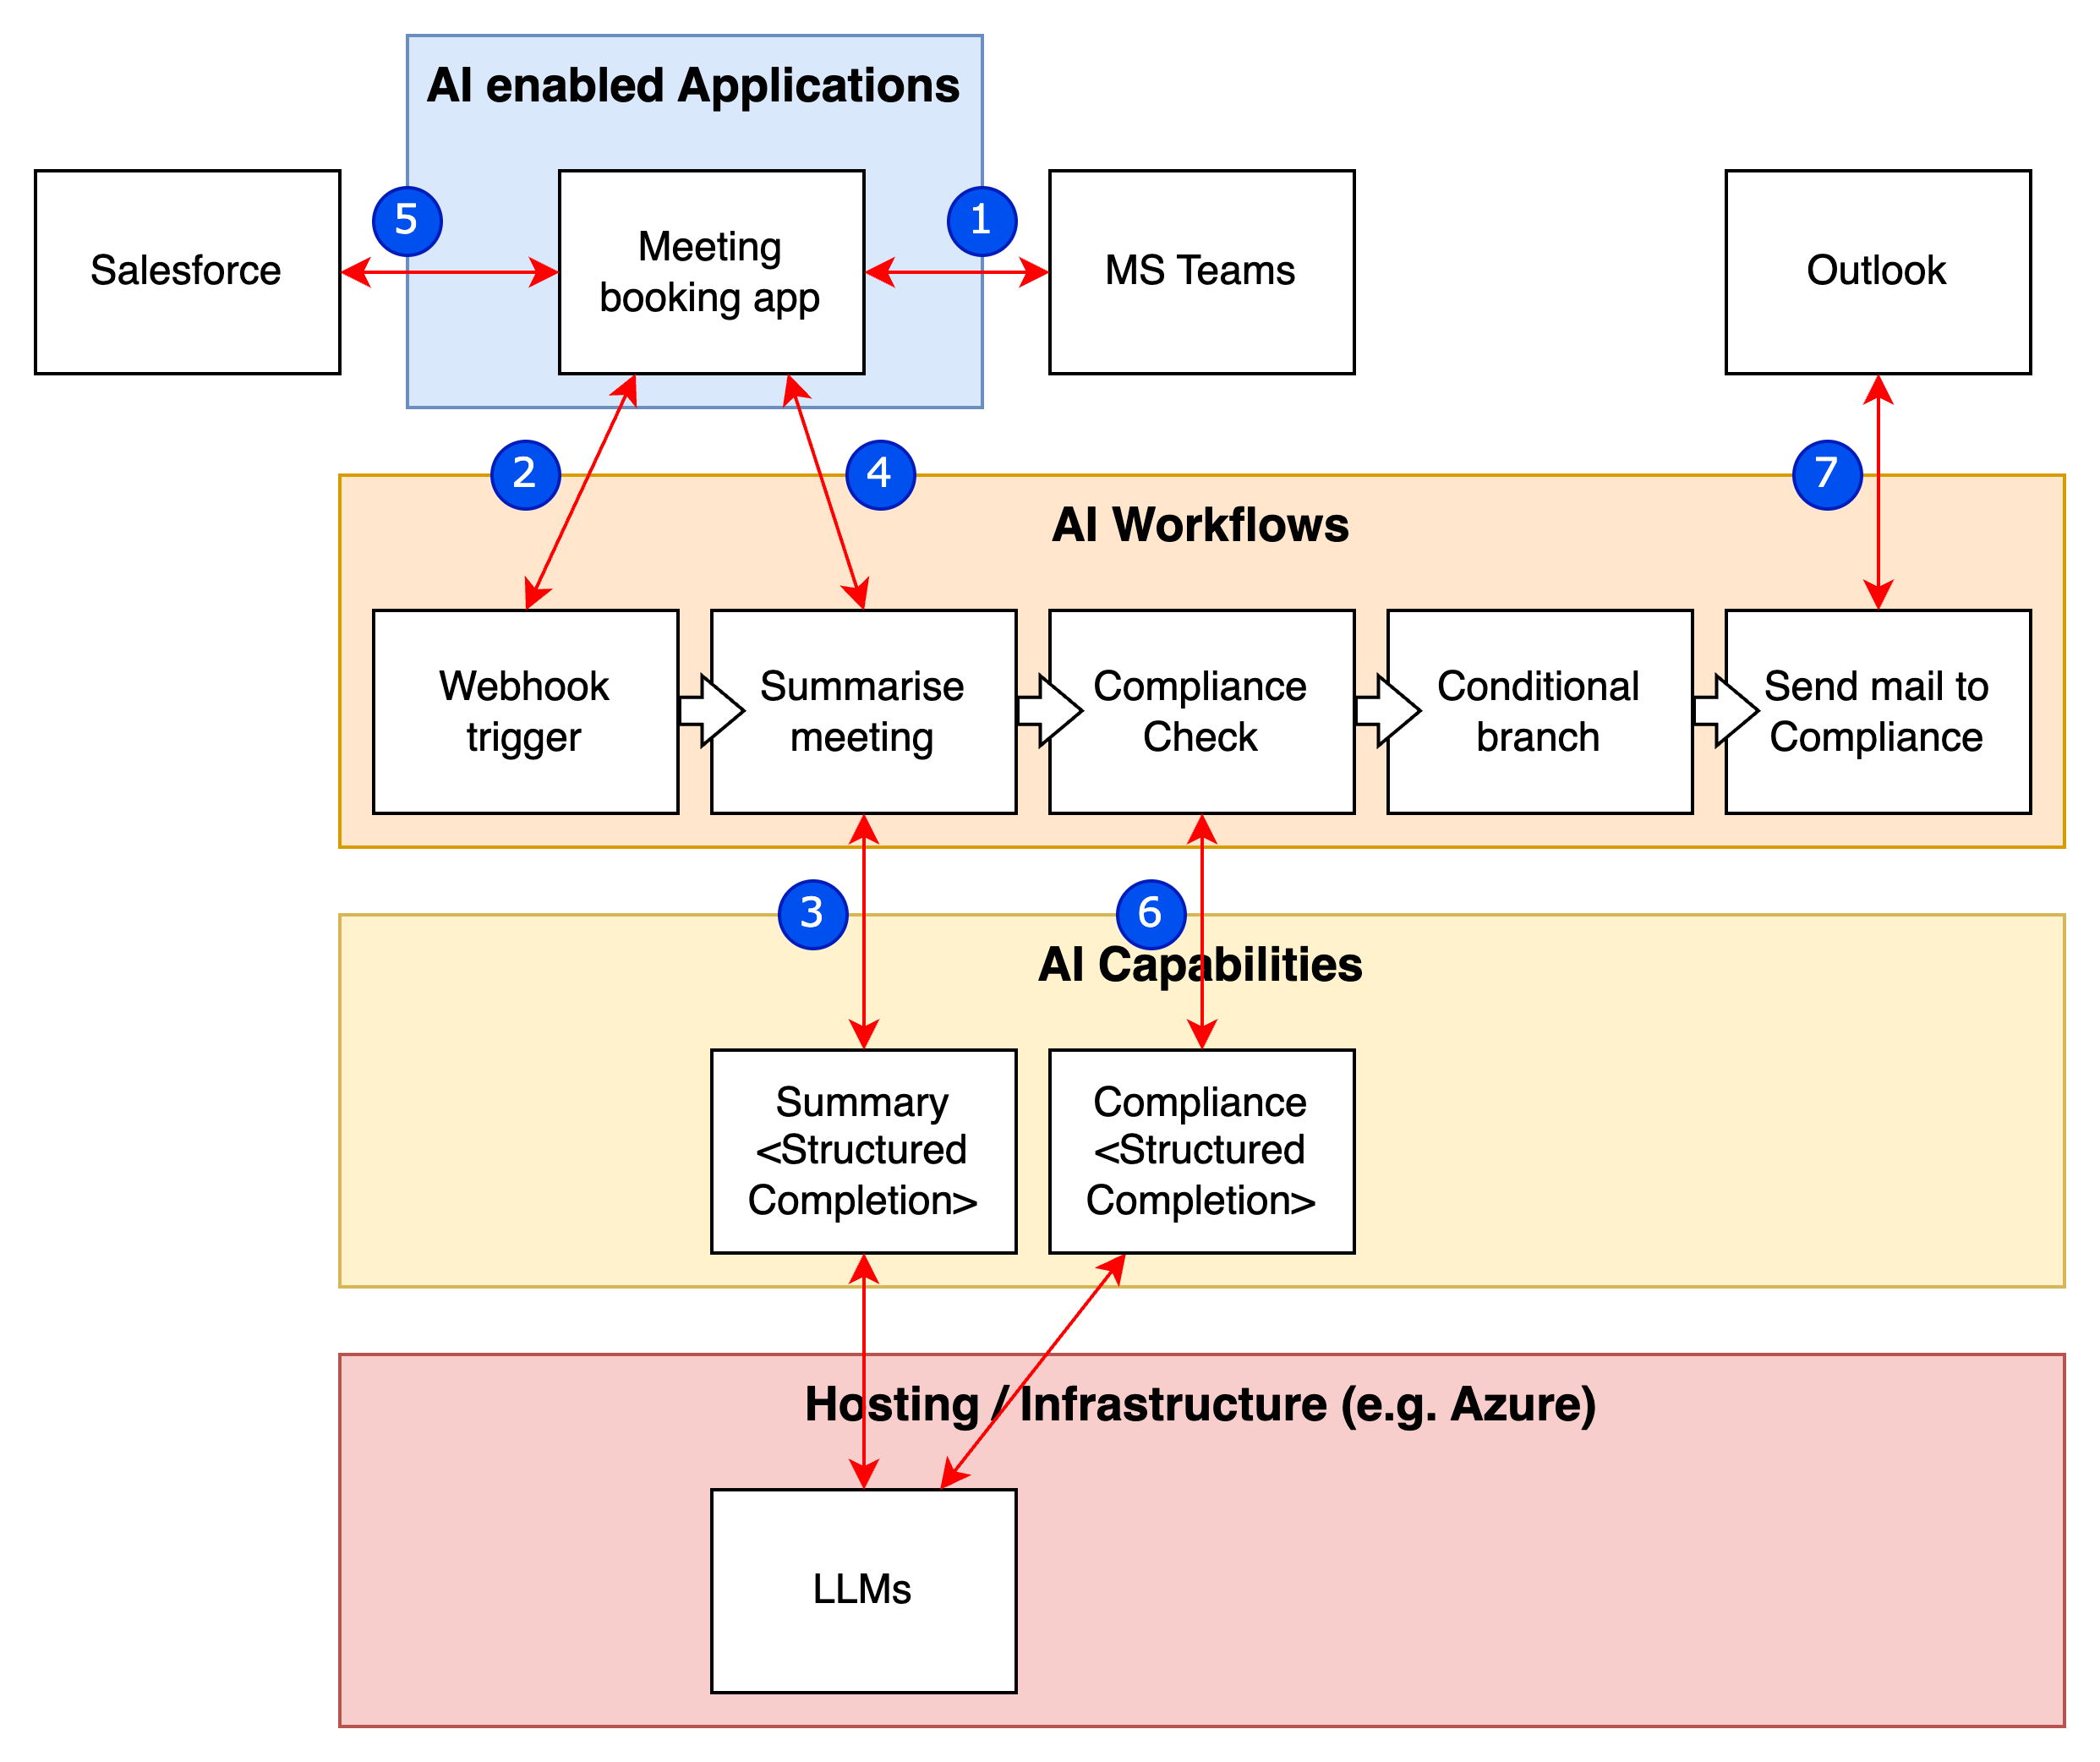 AI enabled Applications
Salesforce
5
Meeting
booking app
1
MS Teams
Outlook
2
4
7
AI Workflows
Webhook
trigger
Summarise
meeting
Compliance
Check
Conditional
branch
Send mail to
Compliance
3
6
AI Capabilities
Summary
<Structured
Completion>
Compliance
<Structured
Completion>
Hosting / Infrastructure (e.g. Azure)
LLMs